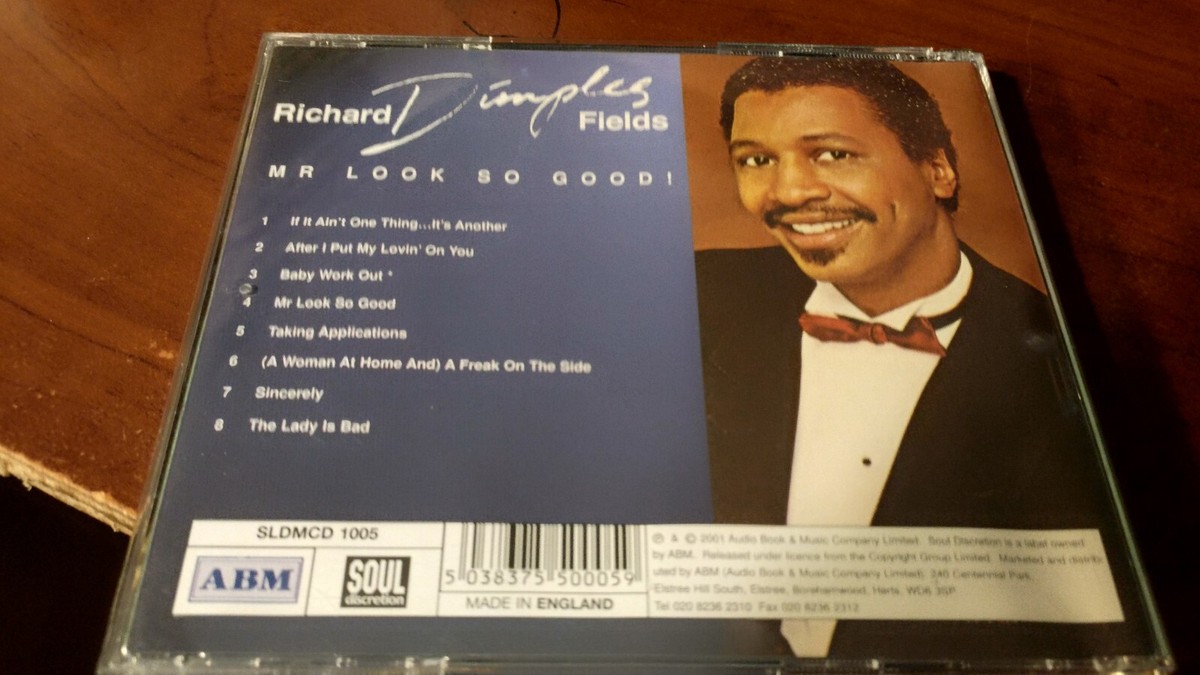 Richard Dimples Fields
MR LOOK SO GOOD!
1 If It Ain't One Thing...It's Another
2 After I Put My Lovin' On You
3 Baby Work Out *
4 Mr Look So Good
5 Taking Applications
6 (A Woman At Home And) A Freak On The Side
7 Sincerely
8 The Lady Is Bad
SLDMCD 1005
ABM
SOUL
discretion
5 038375 500059
MADE IN ENGLAND
℗ & © 2001 Audio Book & Music Company Limited. Soul Discretion is a label owned
by ABM. Released under licence from the Copyright Group Limited. Marketed and distrib-
uted by ABM (Audio Book & Music Company Limited), 240 Centennial Park,
Elstree Hill South, Elstree, Borehamwood, Herts. WD6 3SP
Tel 020 8236 2310 Fax 020 8236 2312